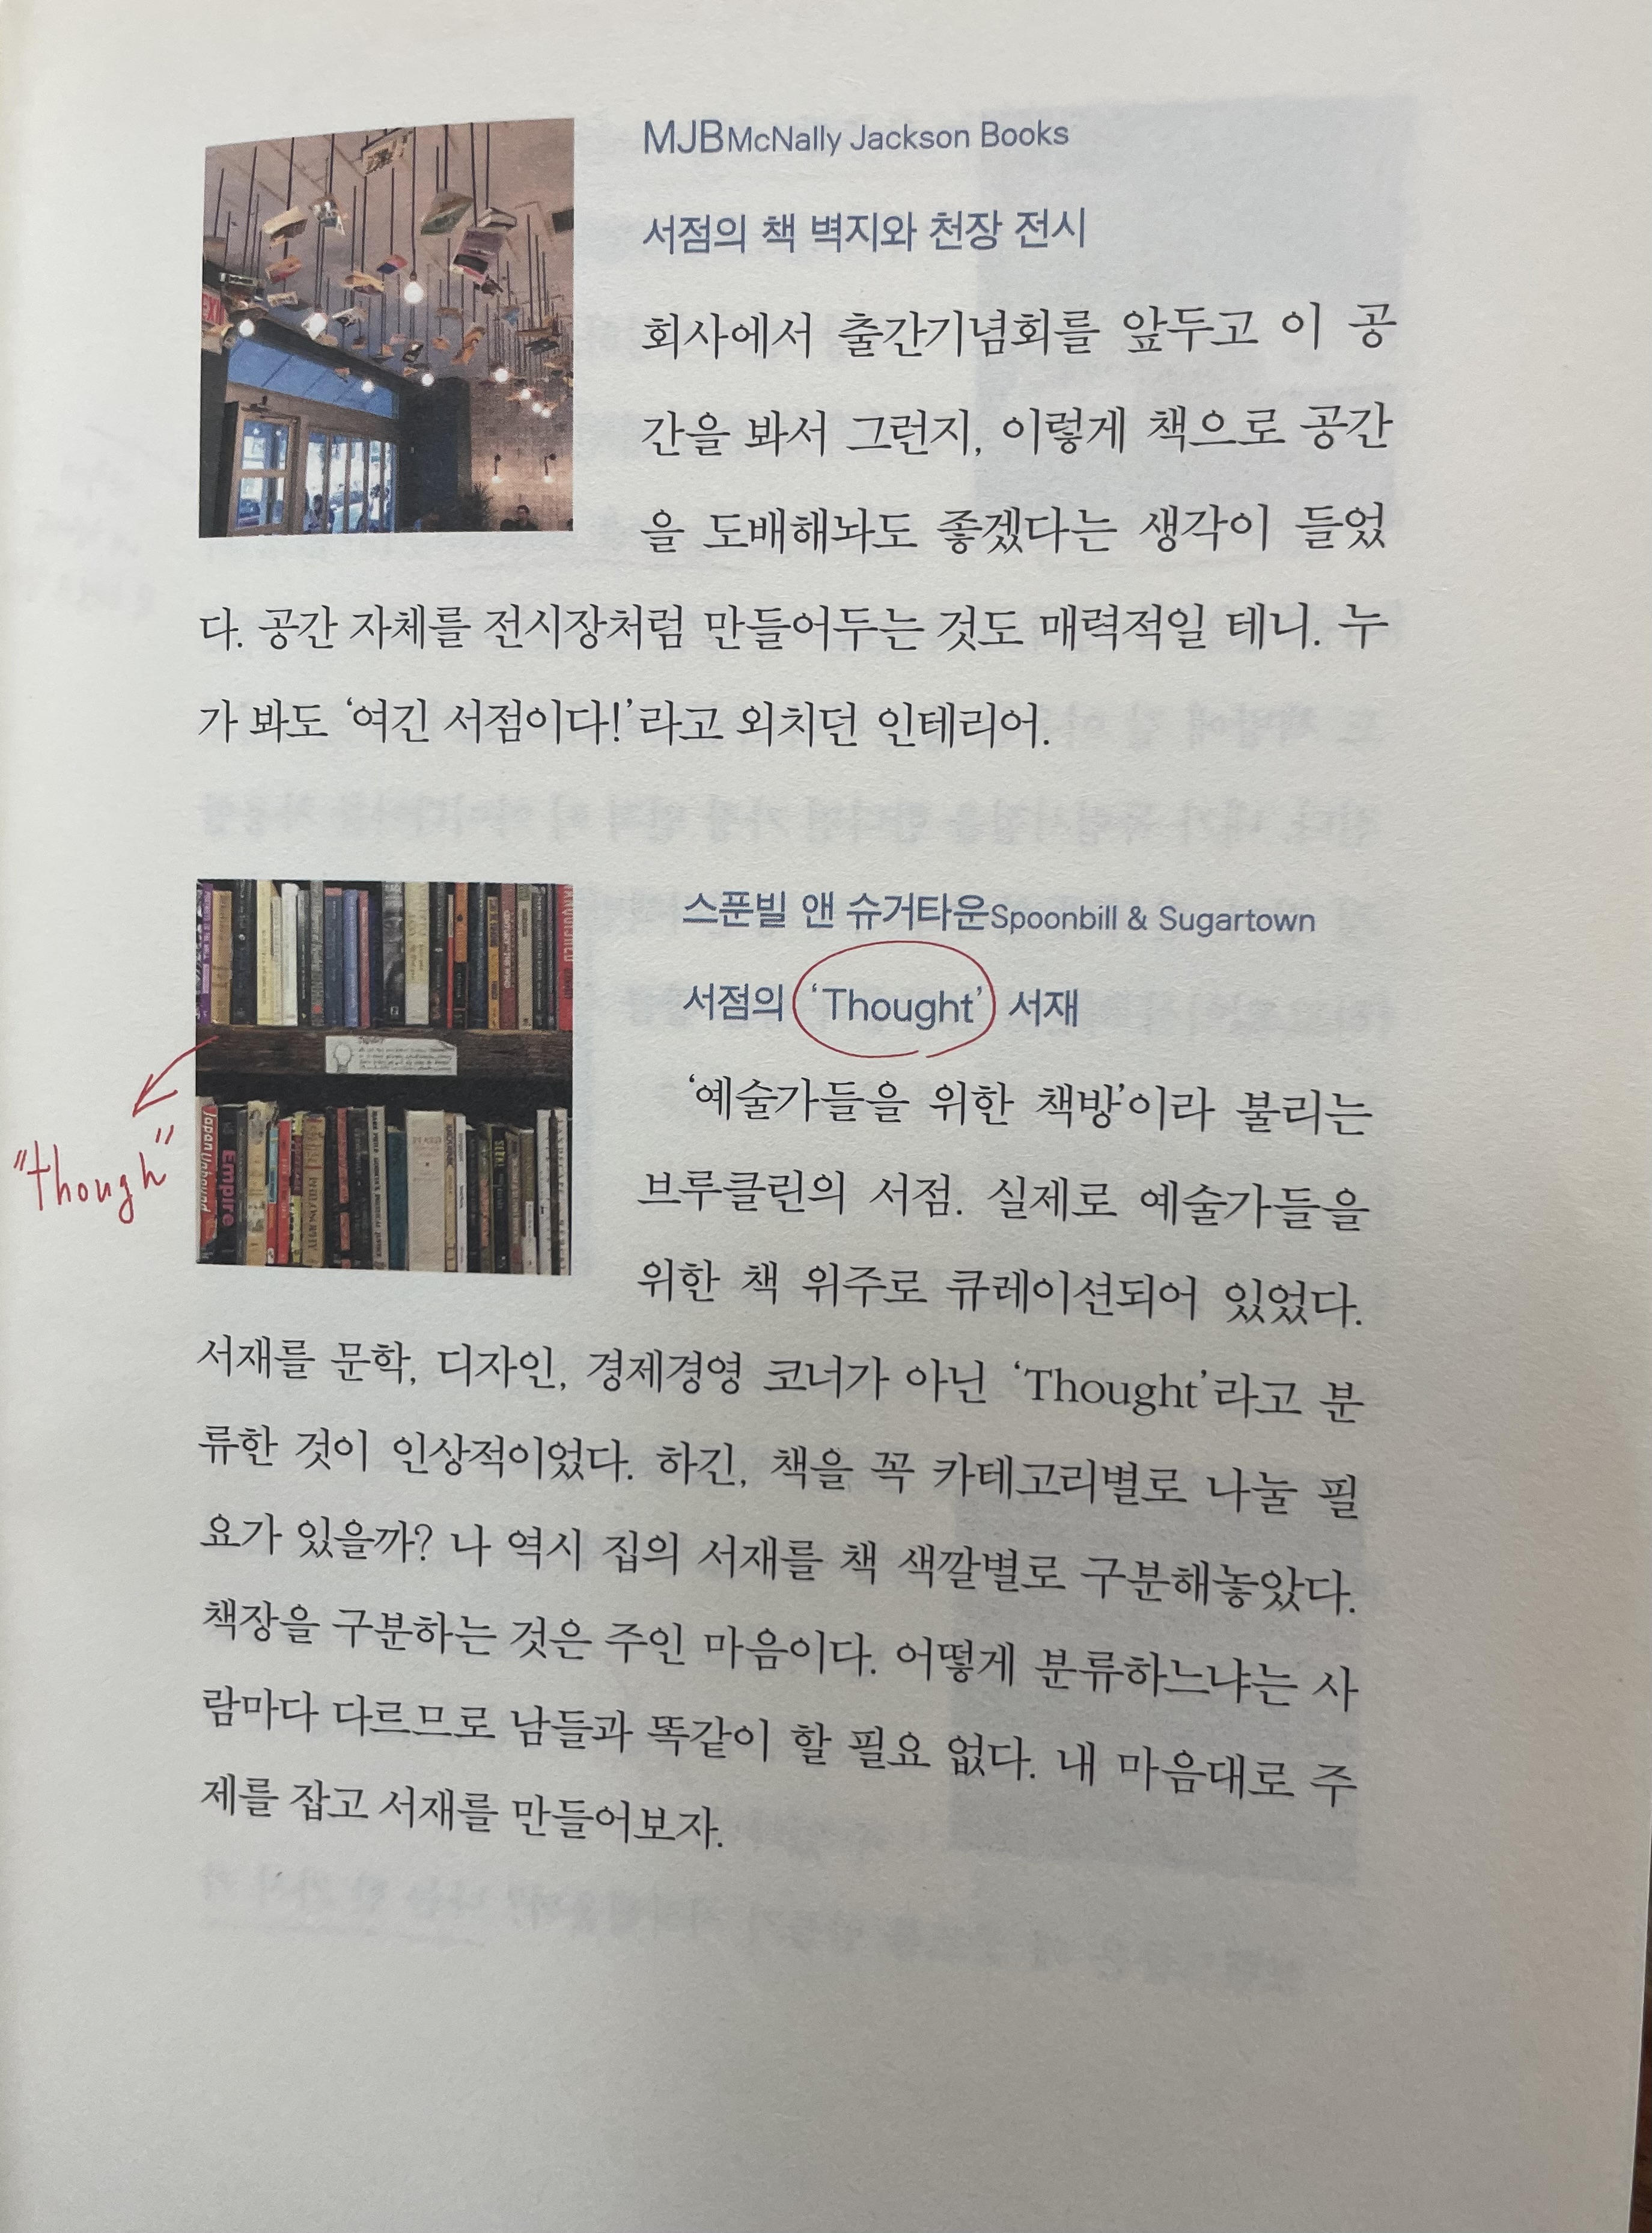 MJB McNally Jackson Books
서점의 책 벽지와 천장 전시
회사에서 출간기념회를 앞두고 이 공
간을 봐서 그런지, 이렇게 책으로 공간
을 도배해놔도 좋겠다는 생각이 들었
다. 공간 자체를 전시장처럼 만들어두는 것도 매력적일 테니. 누
가 봐도 ‘여긴 서점이다!’라고 외치던 인테리어.
스푼빌 앤 슈거타운Spoonbill & Sugartown
서점의 ‘Thought’ 서재
"though"
Japan Unbound
Empire
‘예술가들을 위한 책방’이라 불리는
브루클린의 서점. 실제로 예술가들을
위한 책 위주로 큐레이션되어 있었다.
서재를 문학, 디자인, 경제경영 코너가 아닌 ‘Thought’라고 분
류한 것이 인상적이었다. 하긴, 책을 꼭 카테고리별로 나눌 필
요가 있을까? 나 역시 집의 서재를 책 색깔별로 구분해놓았다.
책장을 구분하는 것은 주인 마음이다. 어떻게 분류하느냐는 사
람마다 다르므로 남들과 똑같이 할 필요 없다. 내 마음대로 주
제를 잡고 서재를 만들어보자.